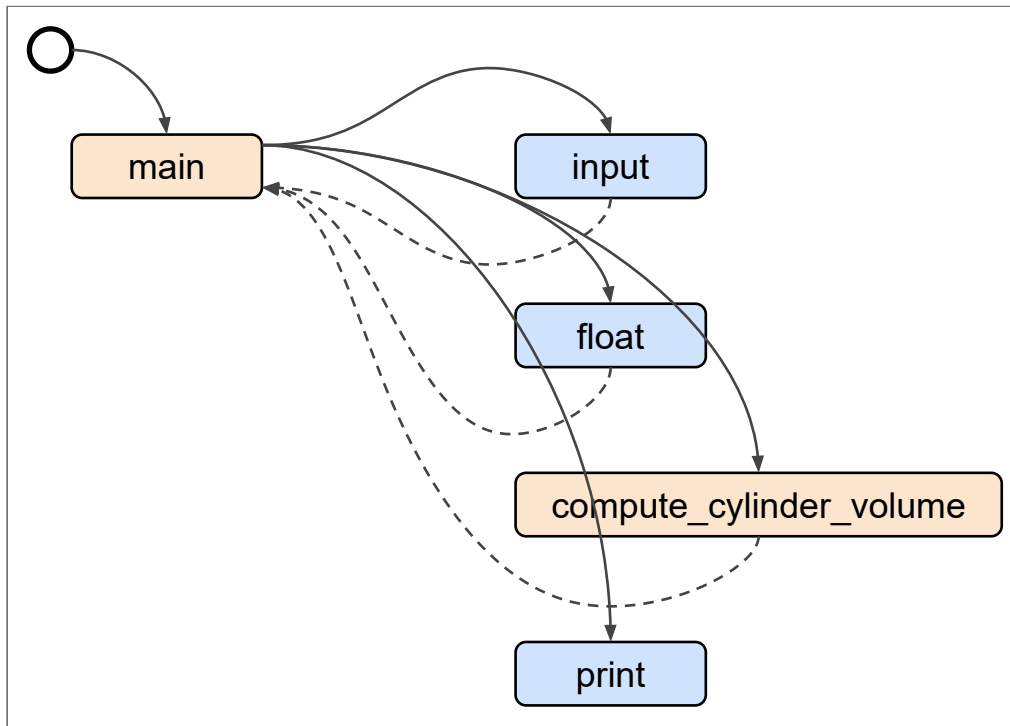 main
input
float
compute_cylinder_volume
print